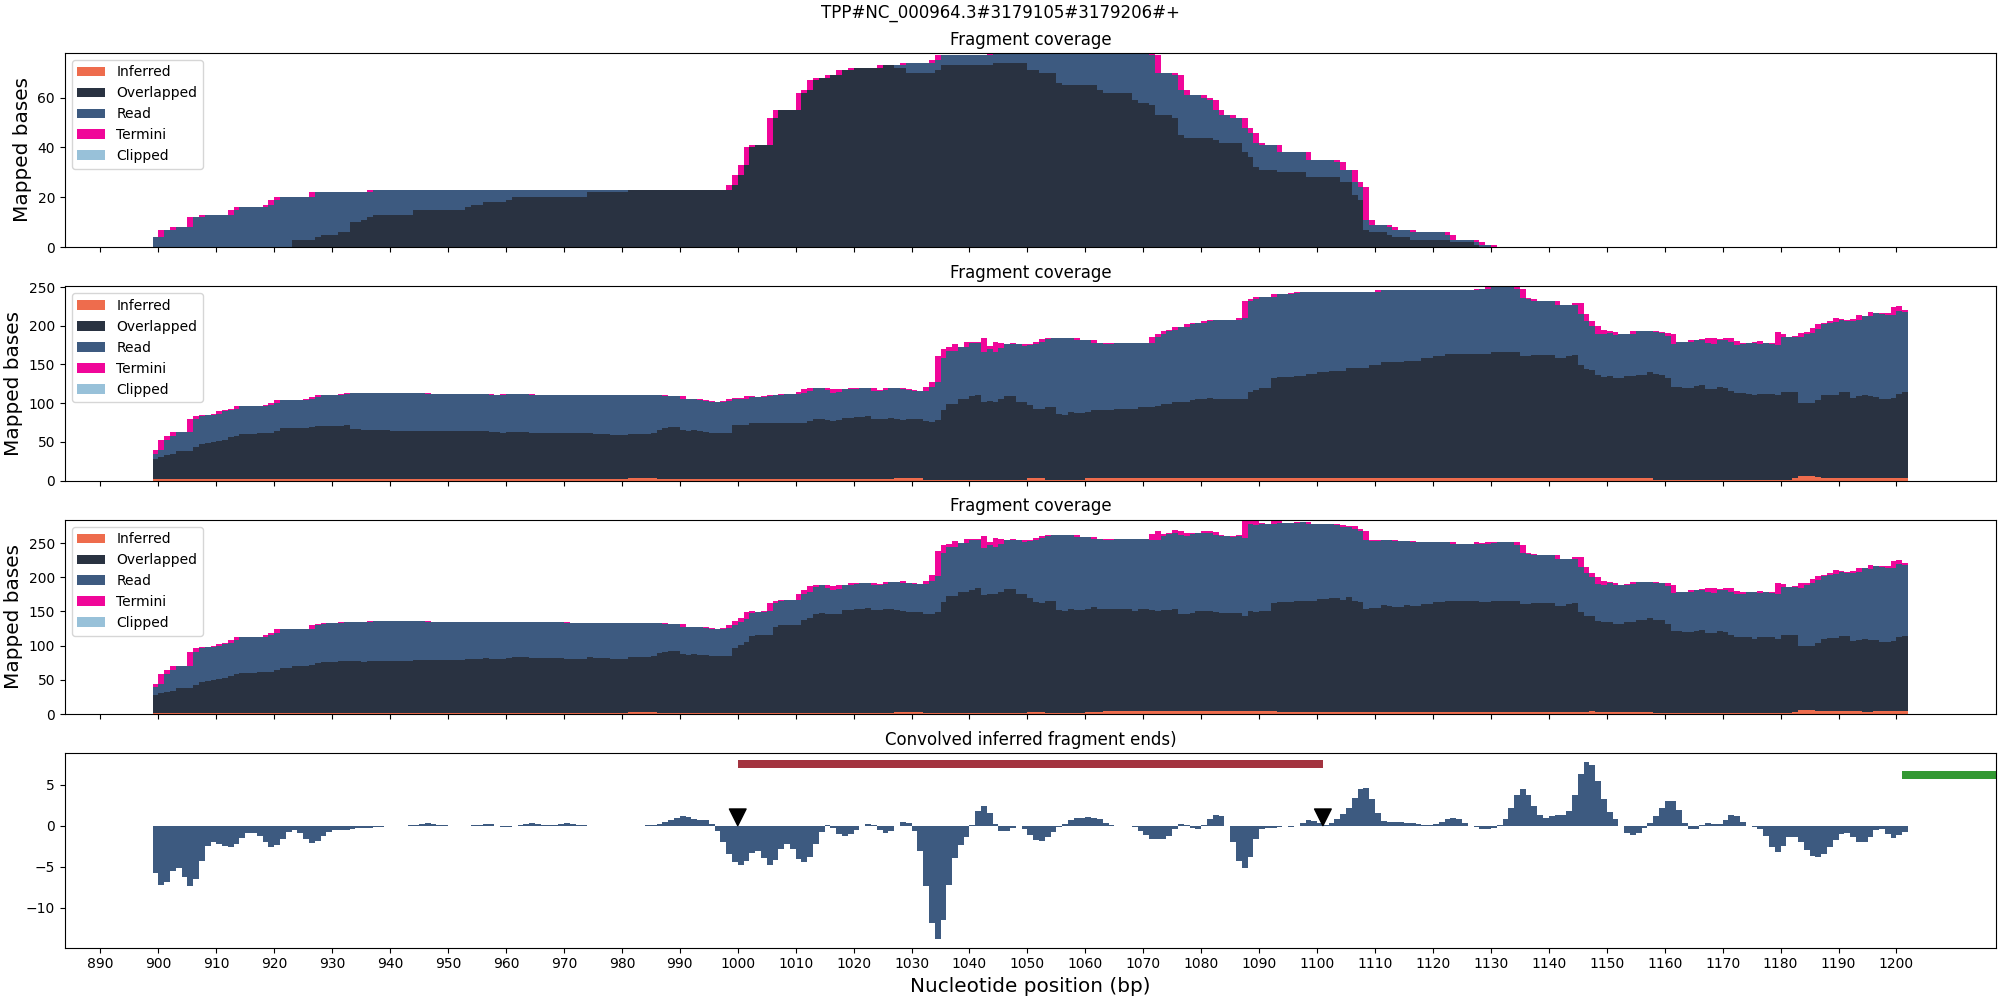 TPP#NC_000964.3#3179105#3179206#+
Fragment coverage
Mapped bases
60
40
20
0
Inferred
Overlapped
Read
Termini
Clipped
Fragment coverage
Mapped bases
250
200
150
100
50
0
Inferred
Overlapped
Read
Termini
Clipped
Fragment coverage
Mapped bases
250
200
150
100
50
0
Inferred
Overlapped
Read
Termini
Clipped
Convolved inferred fragment ends)
5
0
−5
−10
890 900 910 920 930 940 950 960 970 980 990 1000 1010 1020 1030 1040 1050 1060 1070 1080 1090 1100 1110 1120 1130 1140 1150 1160 1170 1180 1190 1200
Nucleotide position (bp)